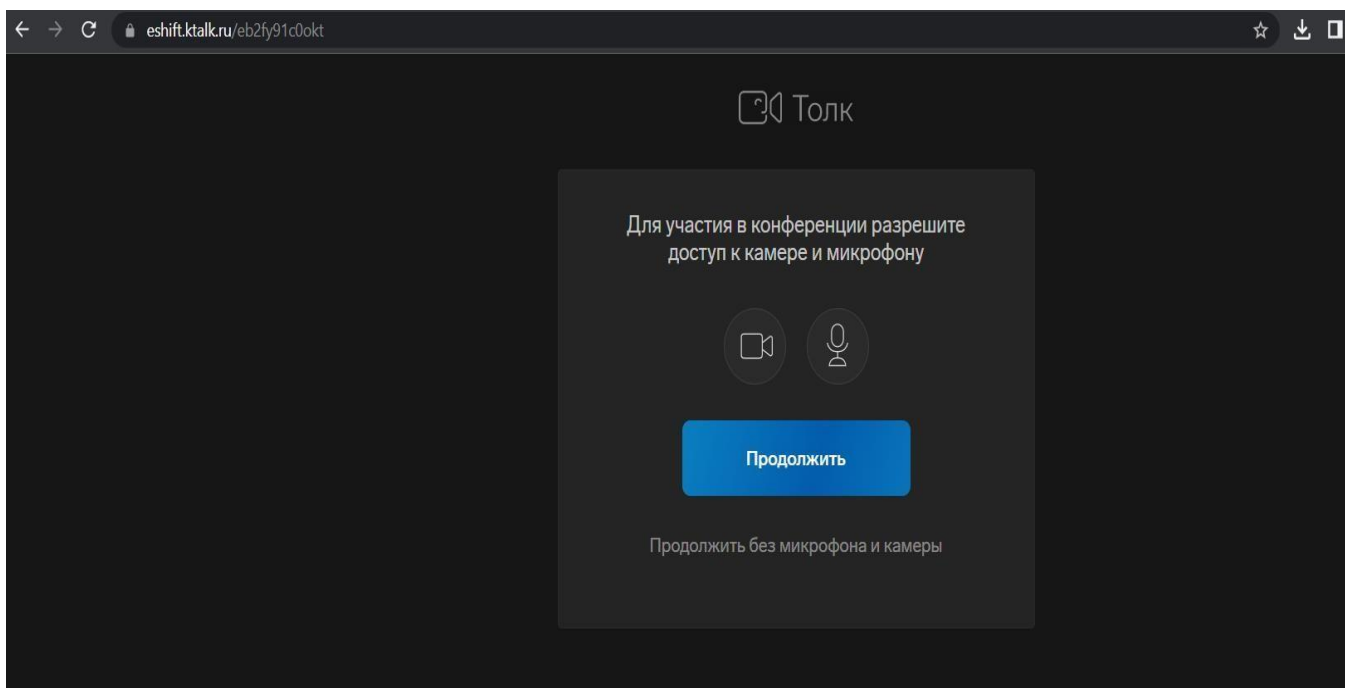 eshift.ktalk.ru/eb2fy91c0okt
Толк
Для участия в конференции разрешите
доступ к камере и микрофону
Продолжить
Продолжить без микрофона и камеры